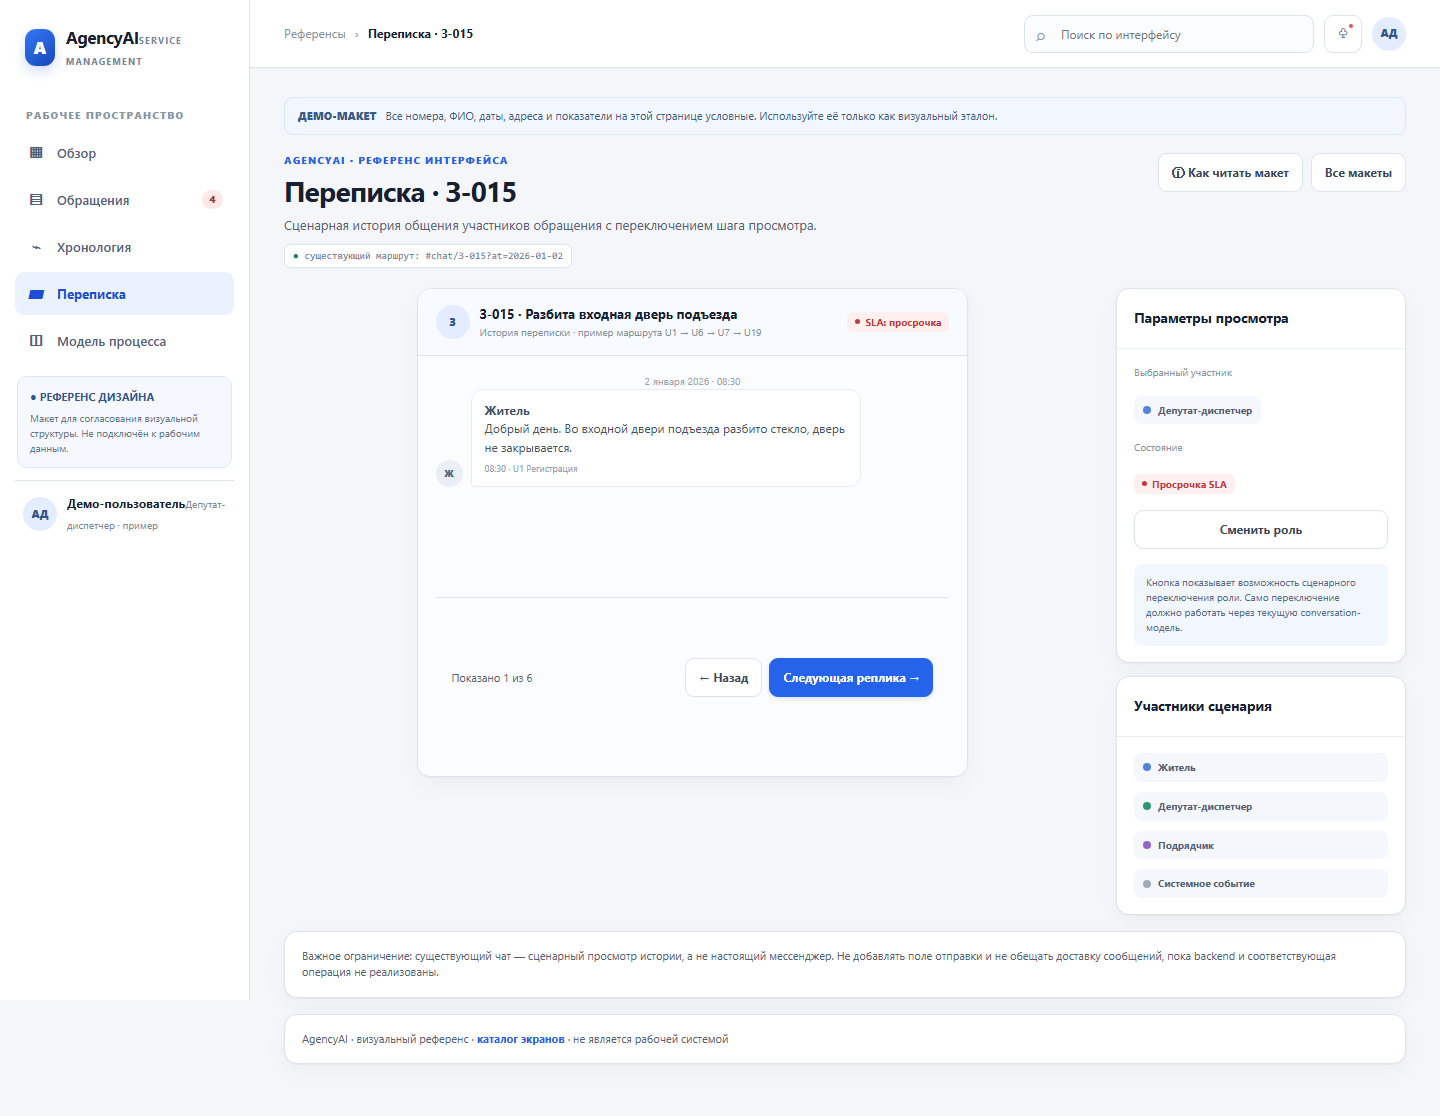 A
AgencyAI SERVICE
MANAGEMENT
РАБОЧЕЕ ПРОСТРАНСТВО
Обзор
Обращения 4
Хронология
Переписка
Модель процесса
● РЕФЕРЕНС ДИЗАЙНА
Макет для согласования визуальной
структуры. Не подключён к рабочим
данным.
АД
Демо-пользователь Депутат-
диспетчер · пример
Референсы › Переписка · 3-015
Поиск по интерфейсу
АД
ДЕМО-МАКЕТ Все номера, ФИО, даты, адреса и показатели на этой странице условные. Используйте её только как визуальный эталон.
AGENCYAI · РЕФЕРЕНС ИНТЕРФЕЙСА
Переписка · 3-015
Сценарная история общения участников обращения с переключением шага просмотра.
● существующий маршрут: #chat/3-015?at=2026-01-02
ⓘ Как читать макет
Все макеты
З
3-015 · Разбита входная дверь подъезда
История переписки · пример маршрута U1 → U6 → U7 → U19
SLA: просрочка
2 января 2026 · 08:30
Ж
Житель
Добрый день. Во входной двери подъезда разбито стекло, дверь
не закрывается.
08:30 · U1 Регистрация
Показано 1 из 6
← Назад
Следующая реплика →
Параметры просмотра
Выбранный участник
Депутат-диспетчер
Состояние
Просрочка SLA
Сменить роль
Кнопка показывает возможность сценарного
переключения роли. Само переключение
должно работать через текущую conversation-
модель.
Участники сценария
Житель
Депутат-диспетчер
Подрядчик
Системное событие
Важное ограничение: существующий чат — сценарный просмотр истории, а не настоящий мессенджер. Не добавлять поле отправки и не обещать доставку сообщений, пока backend и соответствующая
операция не реализованы.
AgencyAI · визуальный референс · каталог экранов · не является рабочей системой